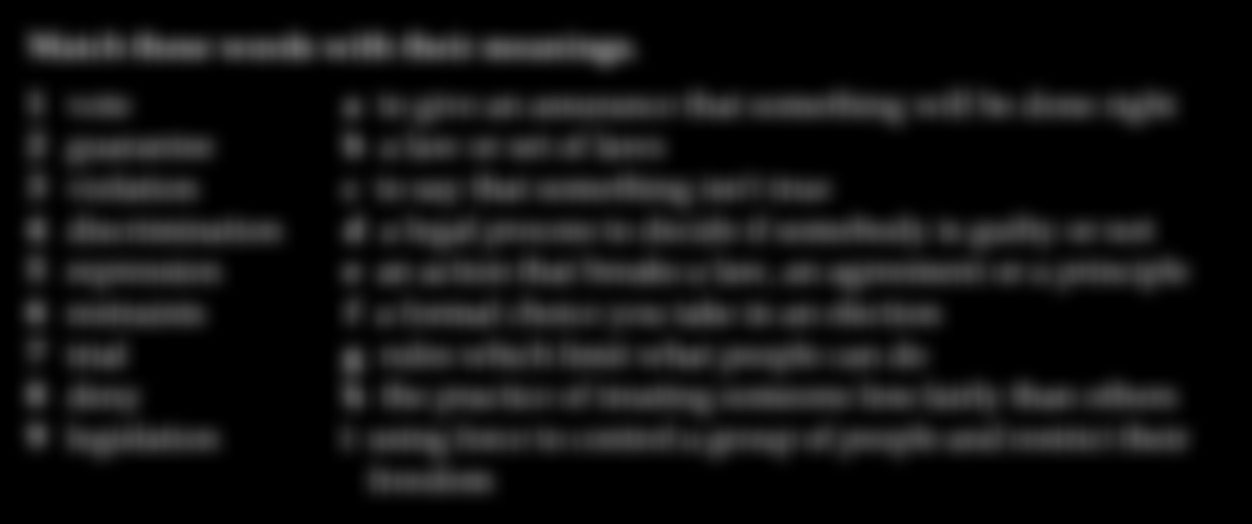 Match these words with their meanings.
1 vote a to give an assurance that something will be done right
2 guarantee b a law or set of laws
3 violation c to say that something isn't true
4 discrimination d a legal process to decide if somebody is guilty or not
5 repression e an action that breaks a law, an agreement or a principle
6 restraints f a formal choice you take in an election
7 trial g rules which limit what people can do
8 deny h the practice of treating someone less fairly than others
9 legislation i using force to control a group of people and restrict their
freedom